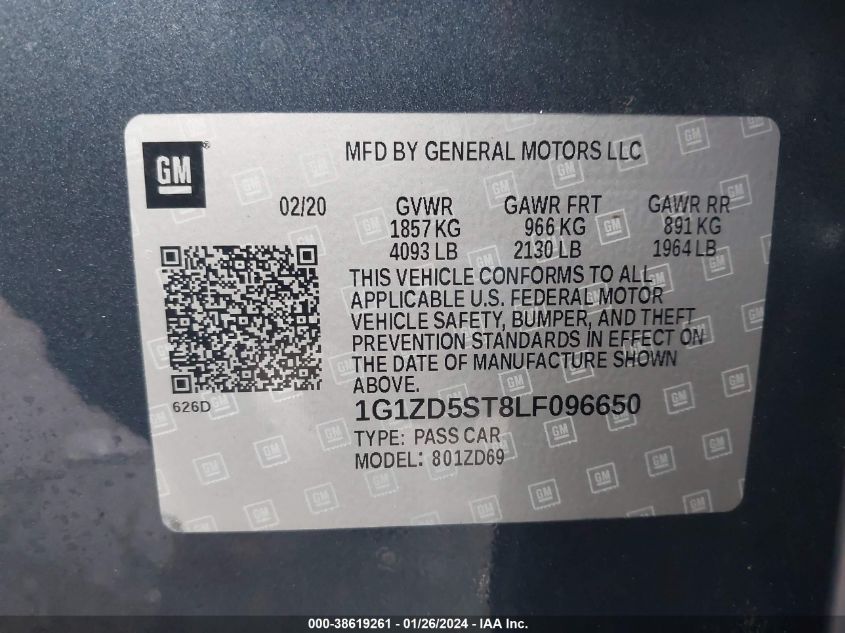 GM
MFD BY GENERAL MOTORS LLC
02/20 GVWR GAWR FRT GAWR RR
1857 KG 966 KG 891 KG
4093 LB 2130 LB 1964 LB
THIS VEHICLE CONFORMS TO ALL
APPLICABLE U.S. FEDERAL MOTOR
VEHICLE SAFETY, BUMPER, AND THEFT
PREVENTION STANDARDS IN EFFECT ON
THE DATE OF MANUFACTURE SHOWN
ABOVE.
626D
1G1ZD5ST8LF096650
TYPE: PASS CAR
MODEL: 801ZD69
000-38619261 - 01/26/2024 - IAA Inc.